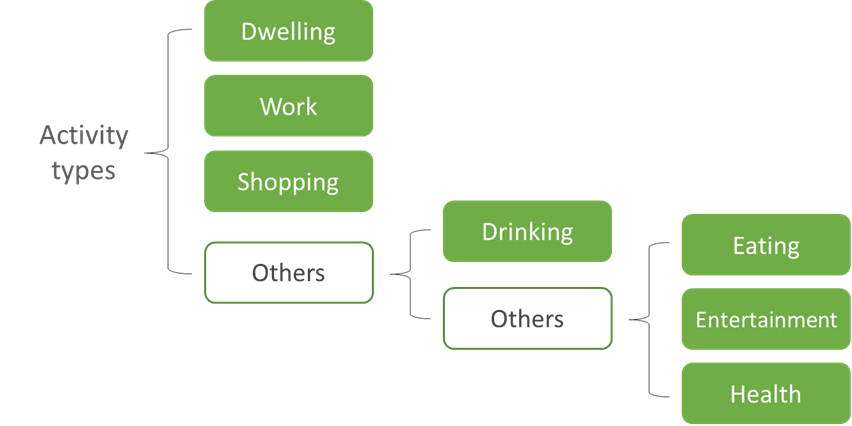 Activity
types
Dwelling
Work
Shopping
Others
Drinking
Others
Eating
Entertainment
Health